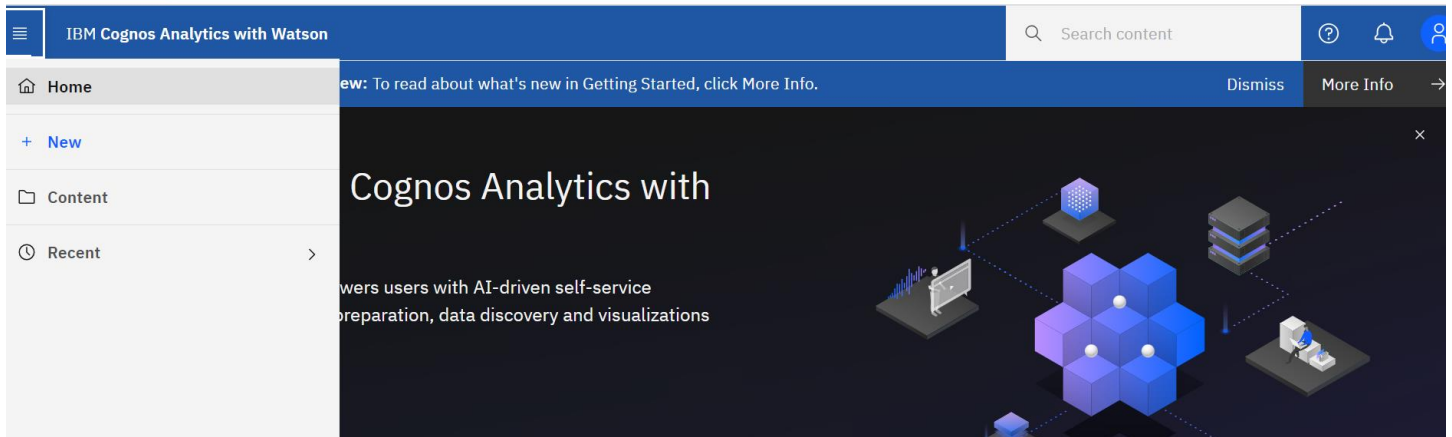 IBM Cognos Analytics with Watson
Search content
Home
ew: To read about what's new in Getting Started, click More Info.
Dismiss
More Info
New
Content
Recent
Cognos Analytics with
wers users with AI-driven self-service
preparation, data discovery and visualizations